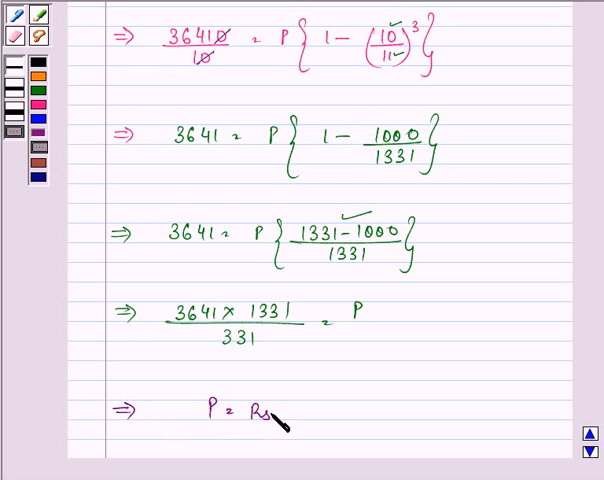 ⇒ 36410/10 = P { 1 - (10/11)³ }
⇒ 3641 = P { 1 - 1000/1331 }
⇒ 3641 = P { 1331-1000/1331 }
⇒ 3641 × 1331/331 = P
⇒ P = Rs